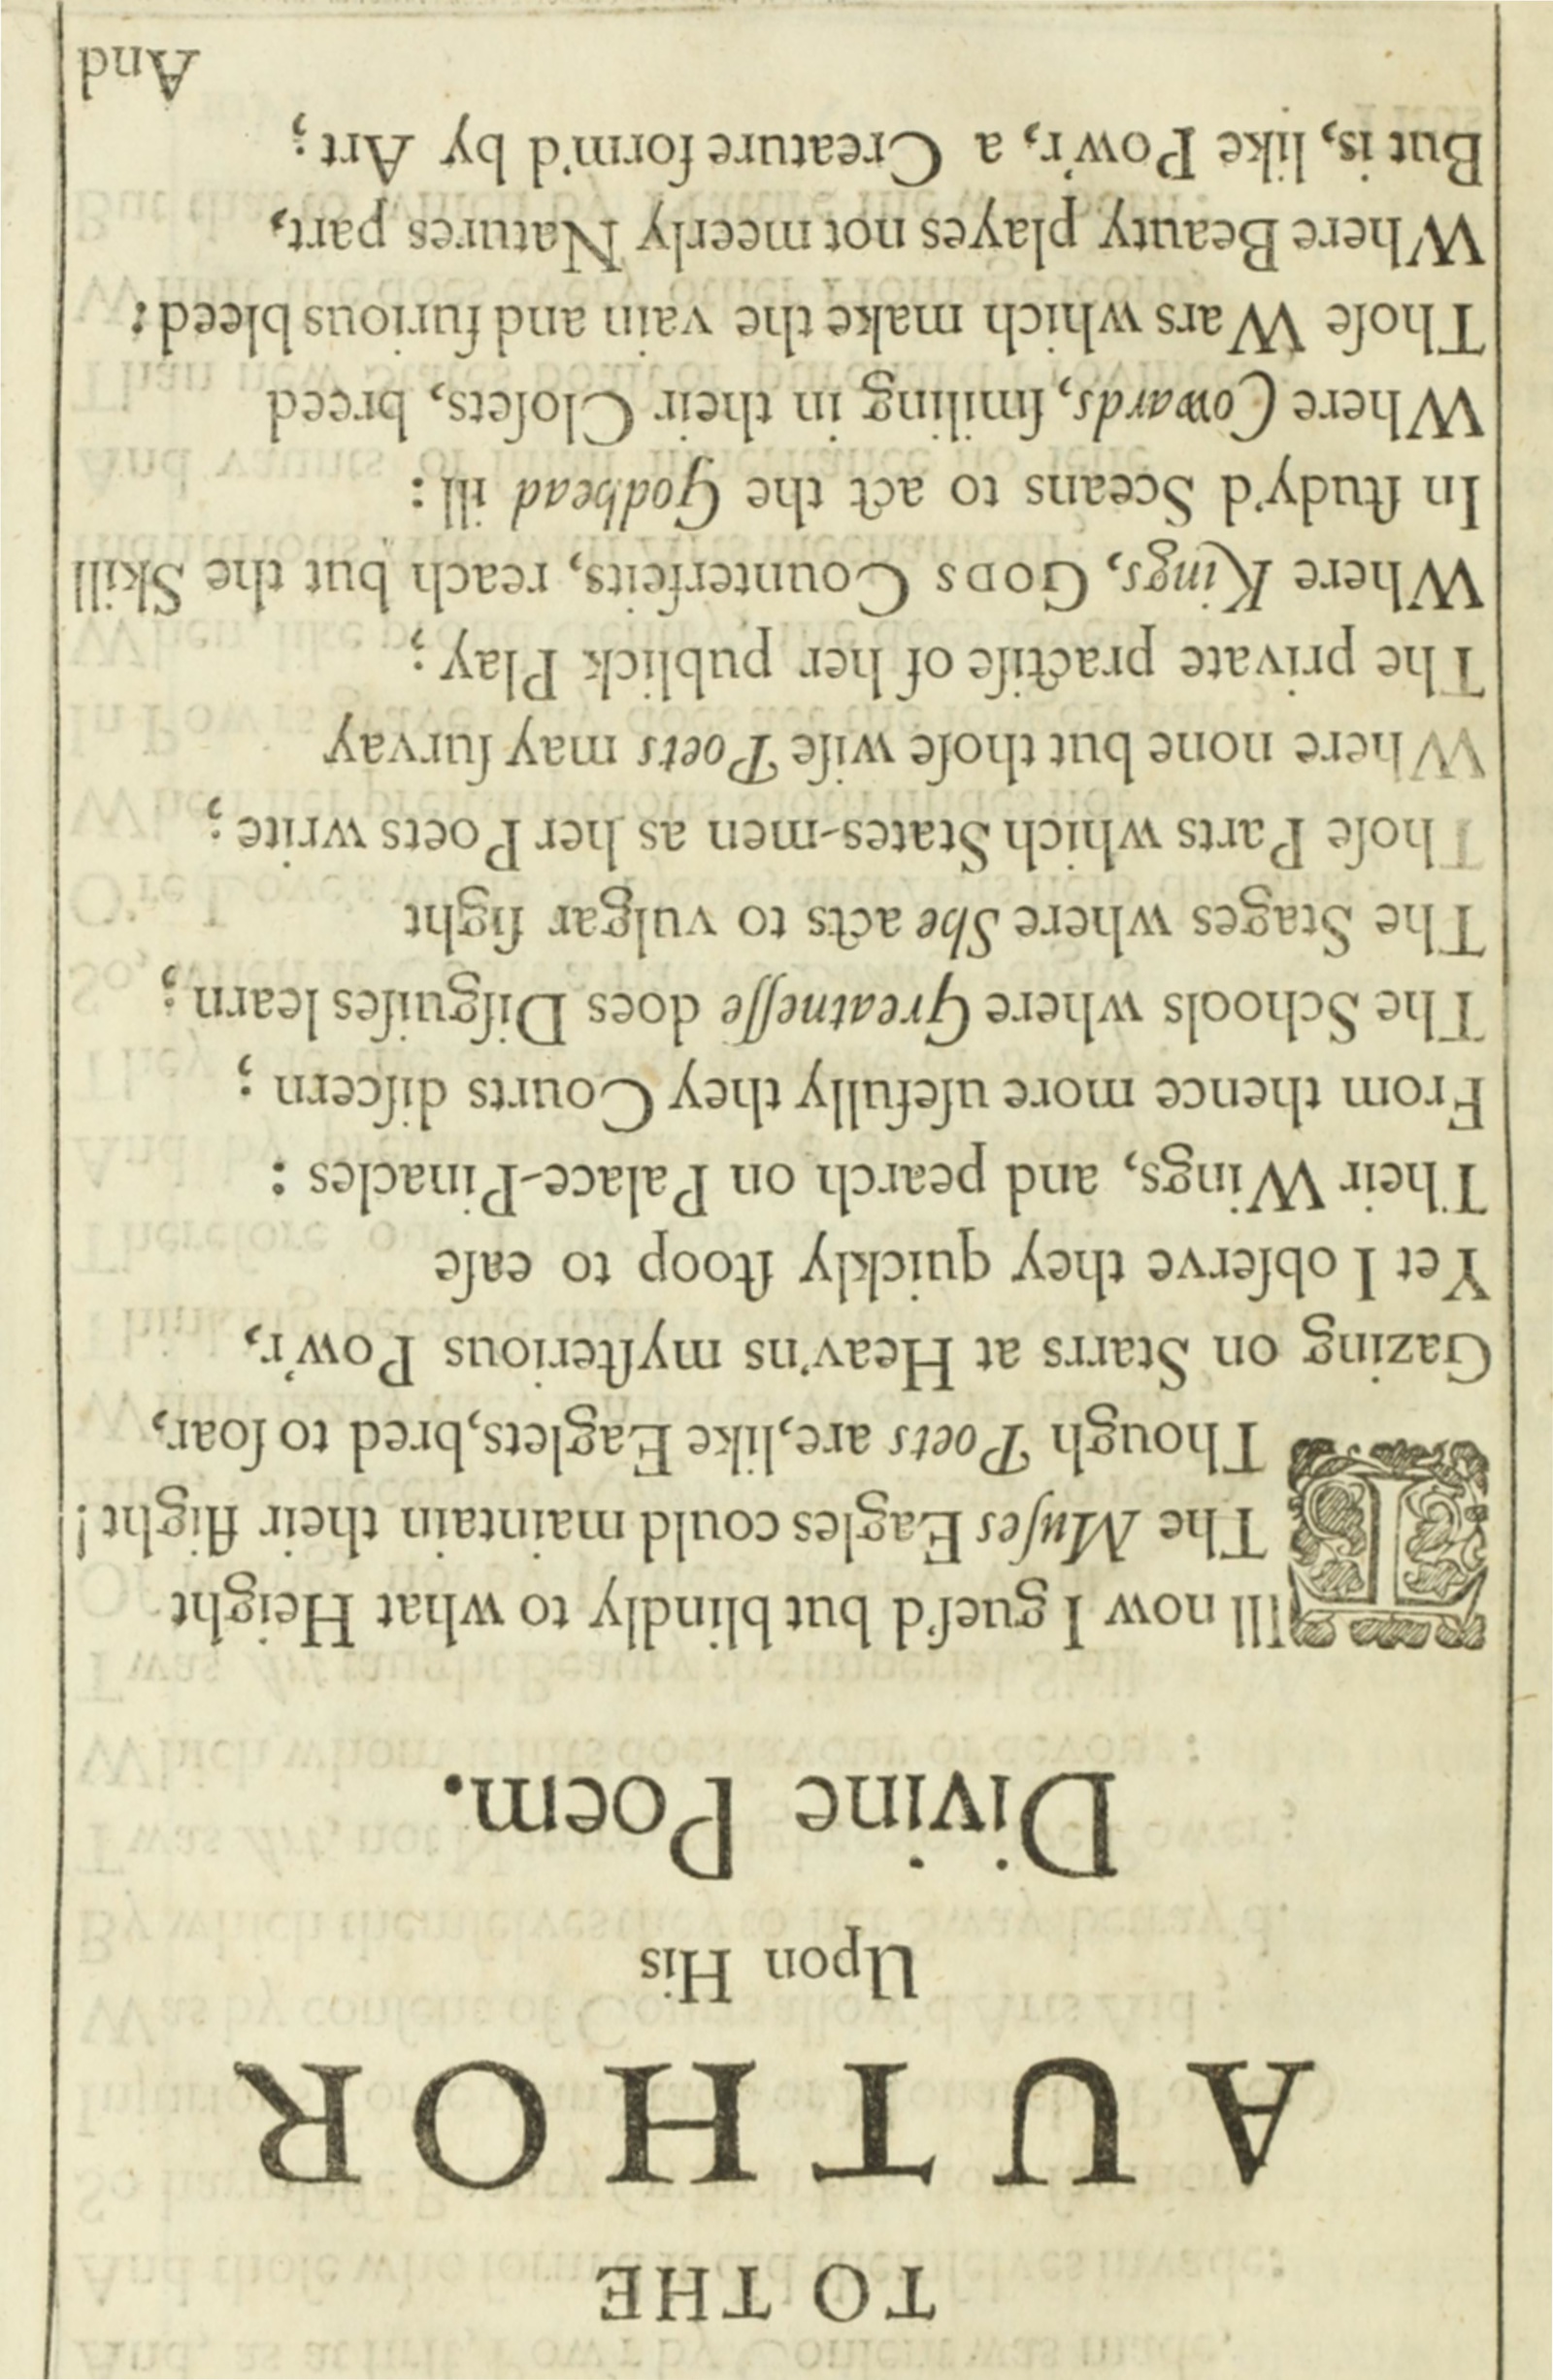 TO THE
AUTHOR
Upon His
Divine Poem.
Till now I gueſ'd but blindly to what Height
The Muſes Eagles could maintain their flight!
Though Poets are, like Eaglets, bred to ſoar,
Gazing on Starrs at Heav'ns myſterious Pow'r,
Yet I obſerve they quickly ſtoop to eaſe
Their Wings, and pearch on Palace-Pinacles:
From thence more uſefully they Courts diſcern;
The Schools where Greatneſſe does Diſguiſes learn;
The Stages where She acts to vulgar ſight
Thoſe Parts which States-men as her Poets write;
Where none but thoſe wiſe Poets may ſurvay
The private practiſe of her publick Play;
Where Kings, GODS Counterfeits, reach but the Skill
In ſtudy'd Sceans to act the Godhead ill:
Where Cowards, ſmiling in their Cloſets, breed
Thoſe Wars which make the vain and furious bleed:
Where Beauty playes not meerly Natures part,
But is, like Pow'r, a Creature form'd by Art;
And